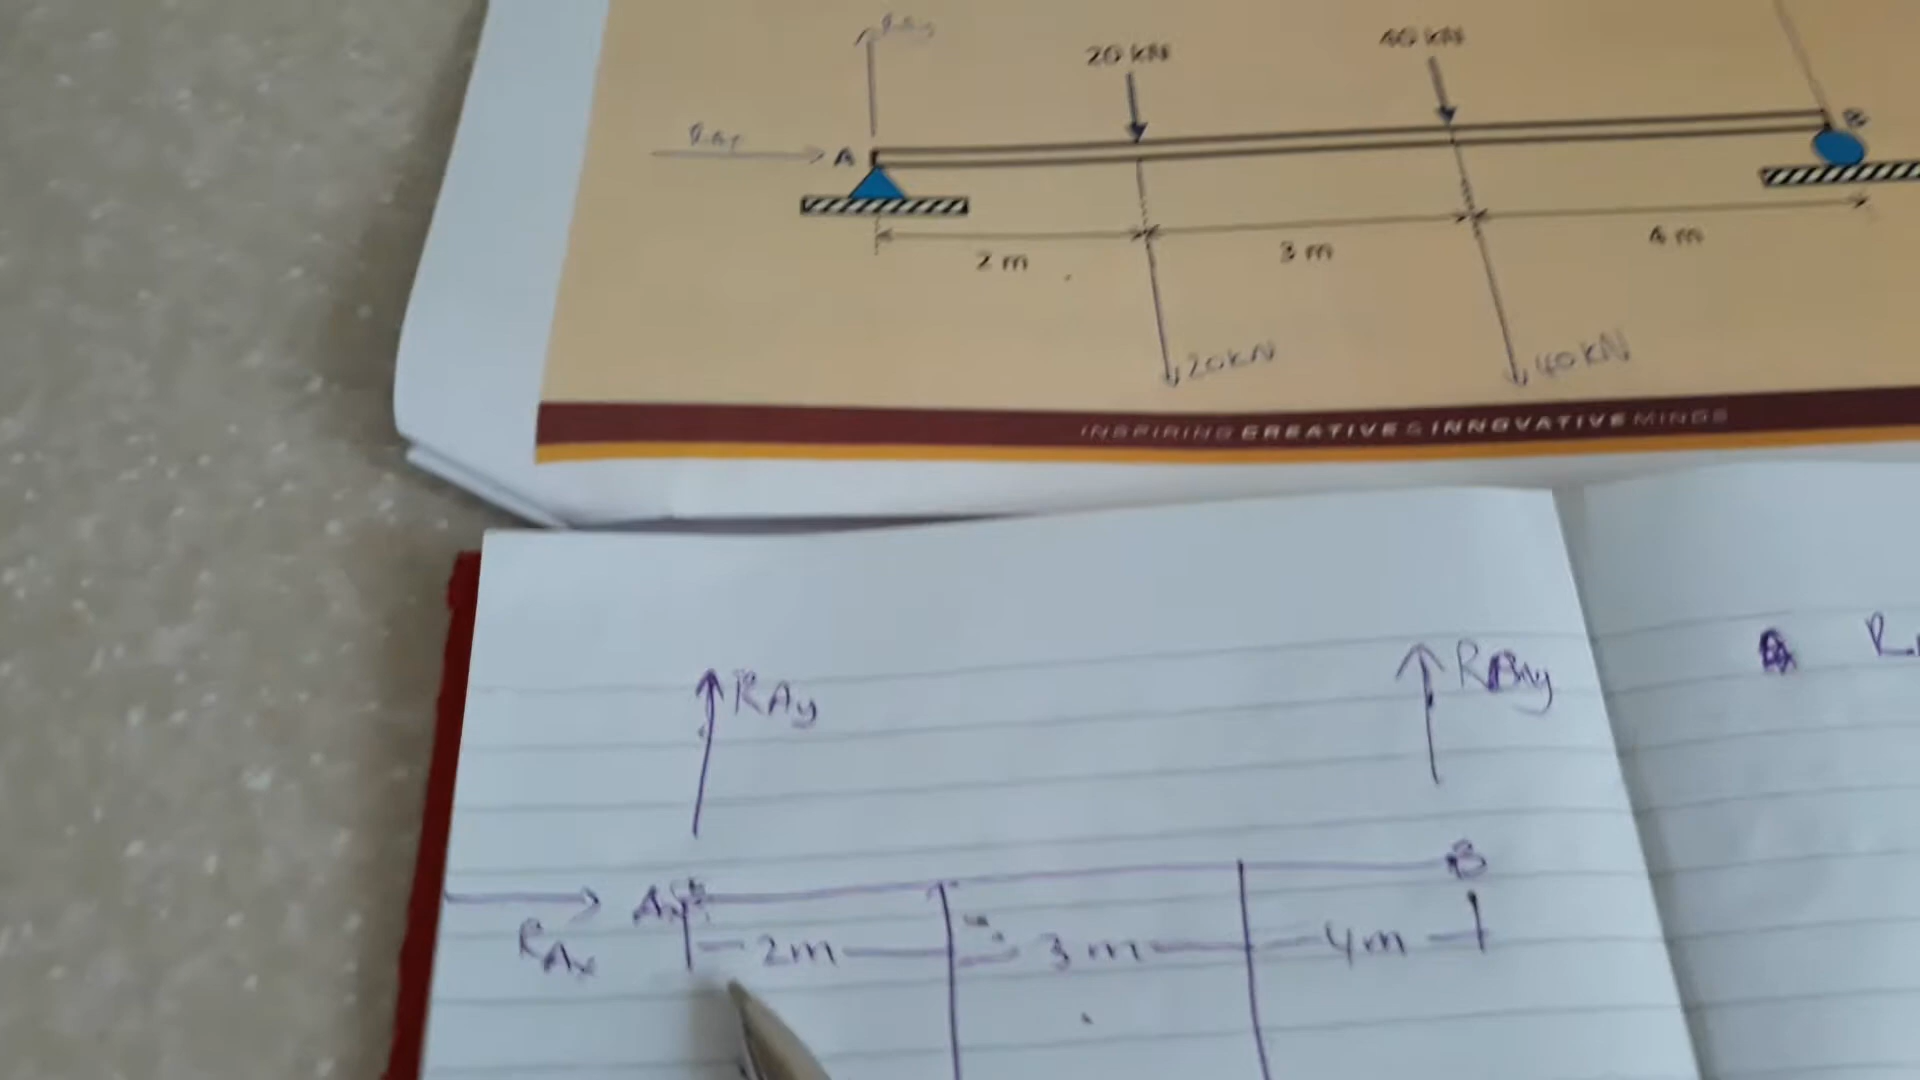 RAy
20 kN
40 kN
RAx
A
B
2 m
3 m
4 m
20kN
40kN
INSPIRING CREATIVE & INNOVATIVE MINDS
RAy
RBy
A
B
RAx
2m
3m
4m